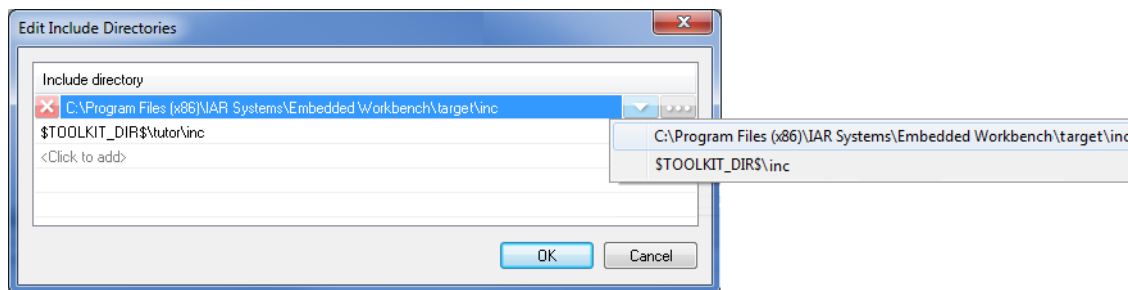 Edit Include Directories
Include directory
C:\Program Files (x86)\IAR Systems\Embedded Workbench\target\inc
$TOOLKIT_DIR$\tutor\inc
<Click to add>
C:\Program Files (x86)\IAR Systems\Embedded Workbench\target\inc
$TOOLKIT_DIR$\inc
OK Cancel